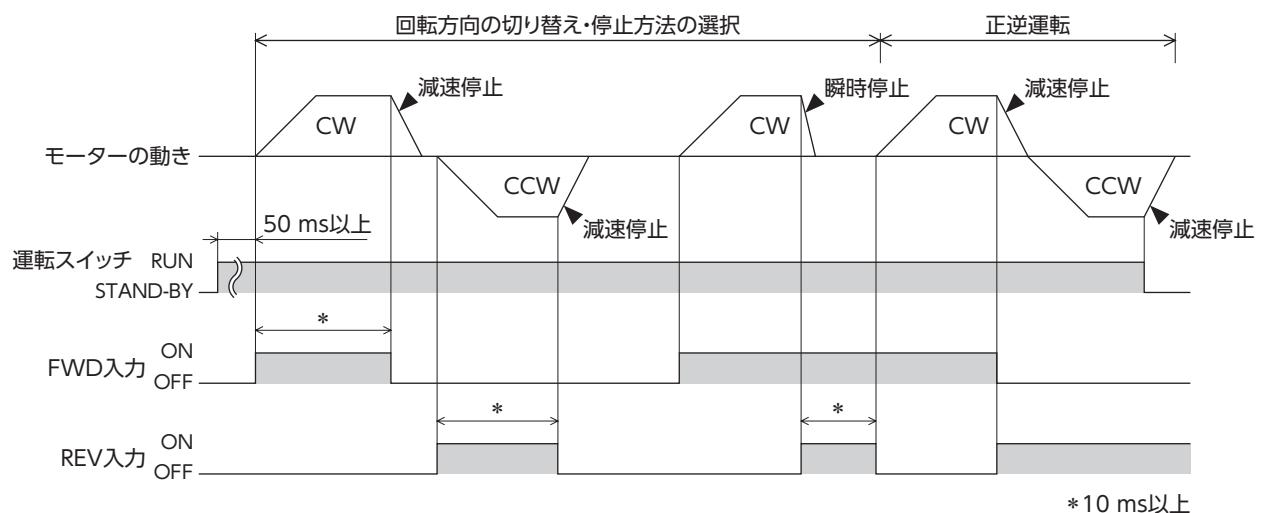 回転方向の切り替え・停止方法の選択
正逆運転
減速停止
瞬時停止
減速停止
CW
CW
CW
モーターの動き
CCW
CCW
減速停止
減速停止
50 ms以上
運転スイッチ RUN
STAND-BY
*
FWD入力 ON
OFF
*
*
REV入力 ON
OFF
*10 ms以上